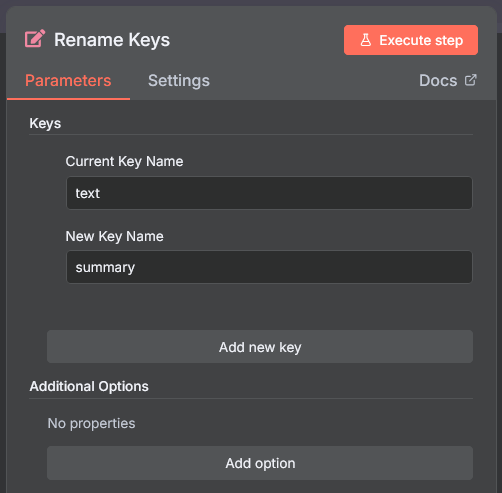 Rename Keys
Execute step
Parameters Settings Docs
Keys
Current Key Name
text
New Key Name
summary
Add new key
Additional Options
No properties
Add option